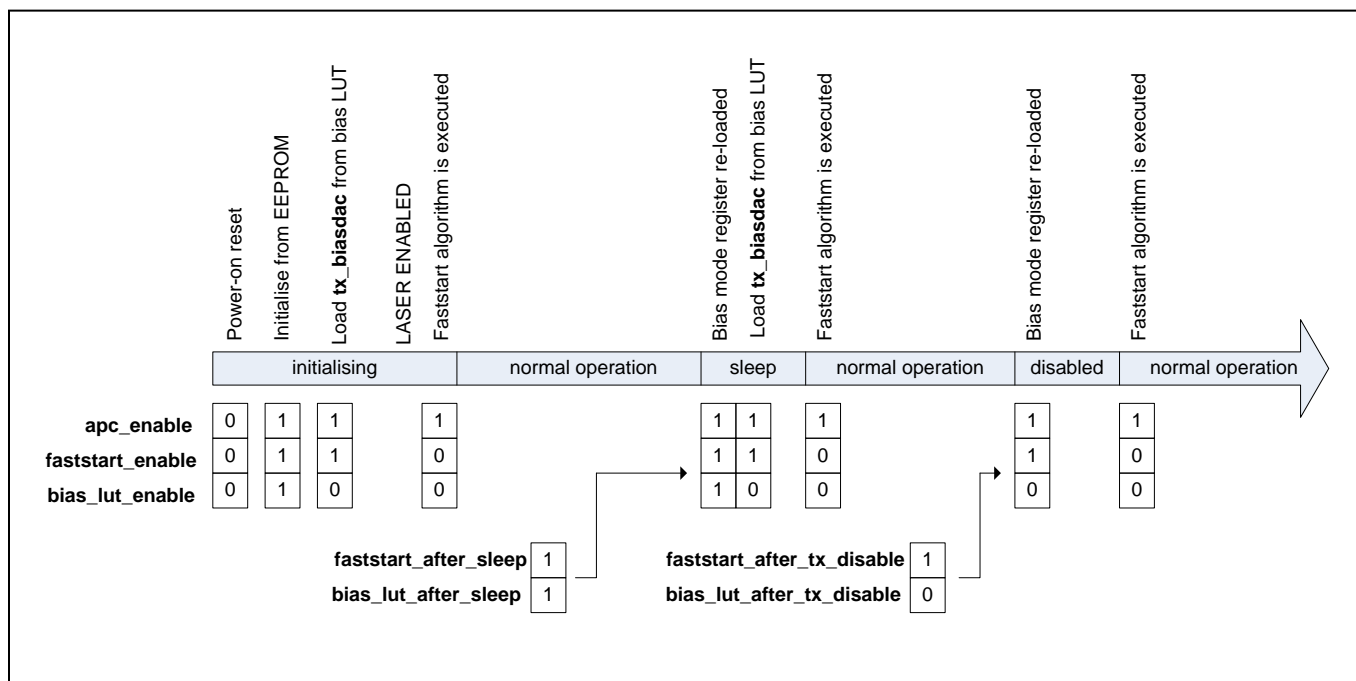 Power-on reset
Initialise from EEPROM
Load tx_biasdac from bias LUT
LASER ENABLED
Faststart algorithm is executed
Bias mode register re-loaded
Load tx_biasdac from bias LUT
Faststart algorithm is executed
Bias mode register re-loaded
Faststart algorithm is executed
initialising normal operation sleep normal operation disabled normal operation
apc_enable 0 1 1 1 1 1 1 1 1
faststart_enable 0 1 1 0 1 1 0 1 0
bias_lut_enable 0 1 0 0 1 0 0 0 0
faststart_after_sleep 1 faststart_after_tx_disable 1
bias_lut_after_sleep 1 bias_lut_after_tx_disable 0